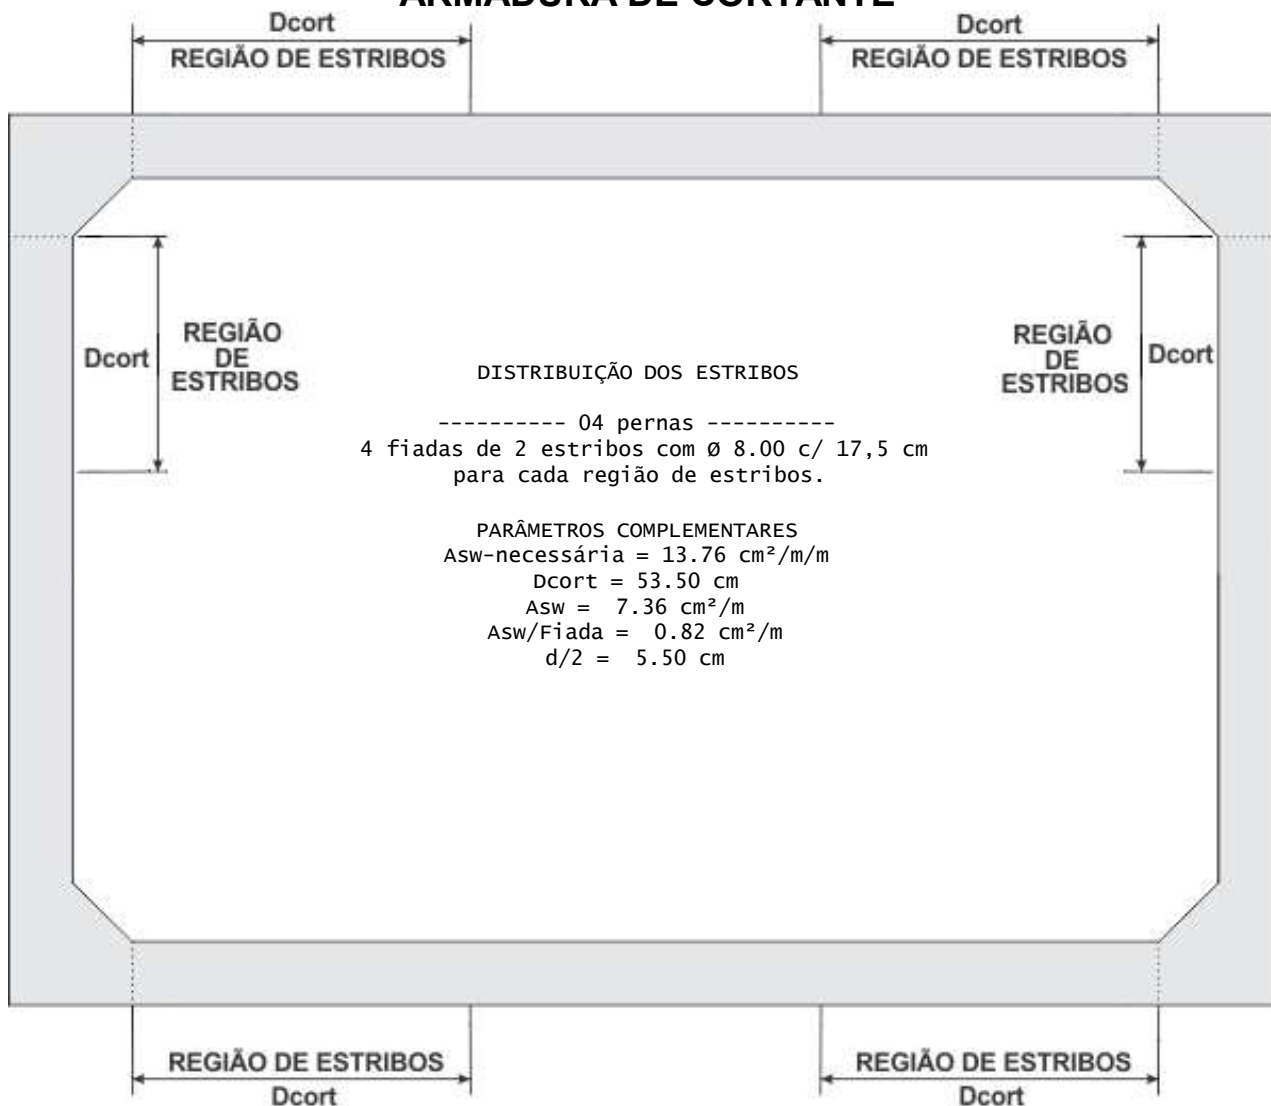 ARMADURA DE CORTANTE
Dcort
REGIÃO DE ESTRIBOS
Dcort
REGIÃO DE ESTRIBOS
Dcort
REGIÃO
DE
ESTRIBOS
REGIÃO
DE
ESTRIBOS
Dcort
DISTRIBUIÇÃO DOS ESTRIBOS
---------- 04 pernas ----------
4 fiadas de 2 estribos com Ø 8.00 c/ 17,5 cm
para cada região de estribos.
PARÂMETROS COMPLEMENTARES
Asw-necessária = 13.76 cm²/m/m
Dcort = 53.50 cm
Asw =  7.36 cm²/m
Asw/Fiada =  0.82 cm²/m
d/2 =  5.50 cm
REGIÃO DE ESTRIBOS
Dcort
REGIÃO DE ESTRIBOS
Dcort